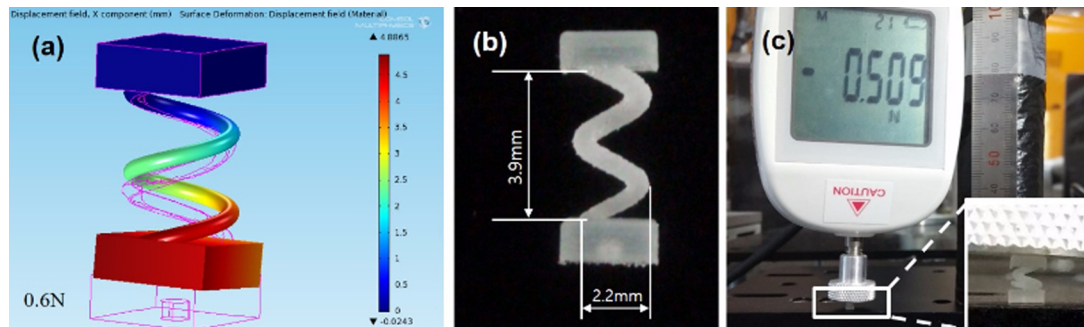 Displacement field, X component (mm) Surface Deformation: Displacement field (Material)
(a)
▲ 4.8865
4.5
4
3.5
3
2.5
2
1.5
1
0.5
0
▼ -0.0243
0.6N
(b)
3.9mm
2.2mm
(c)
M
-0.509
N
CAUTION